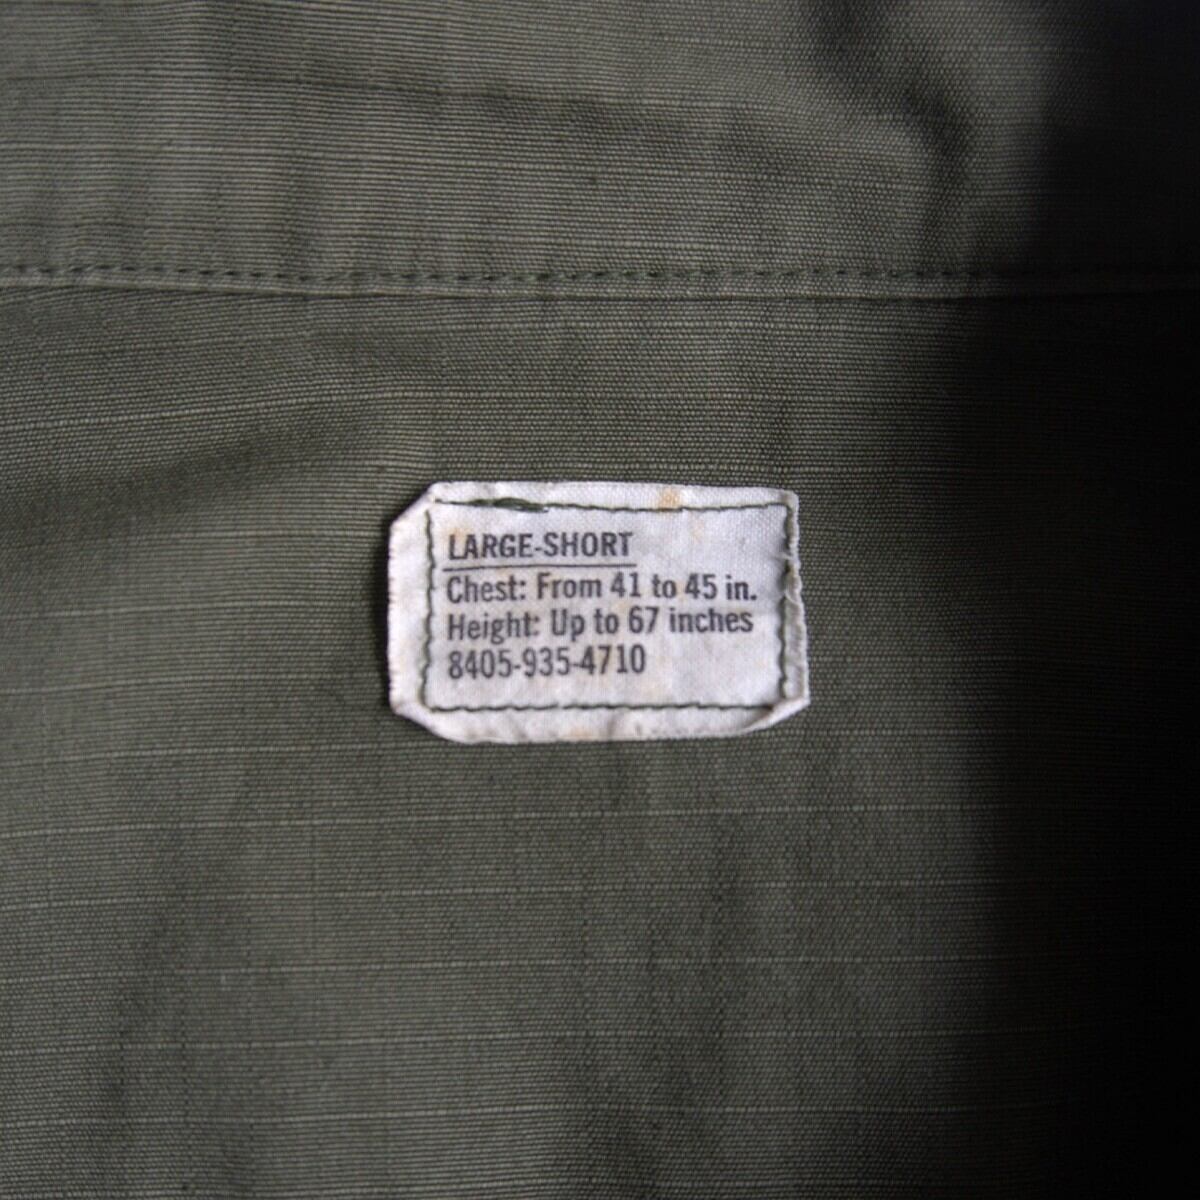 LARGE-SHORT
Chest: From 41 to 45 in.
Height: Up to 67 inches
8405-935-4710